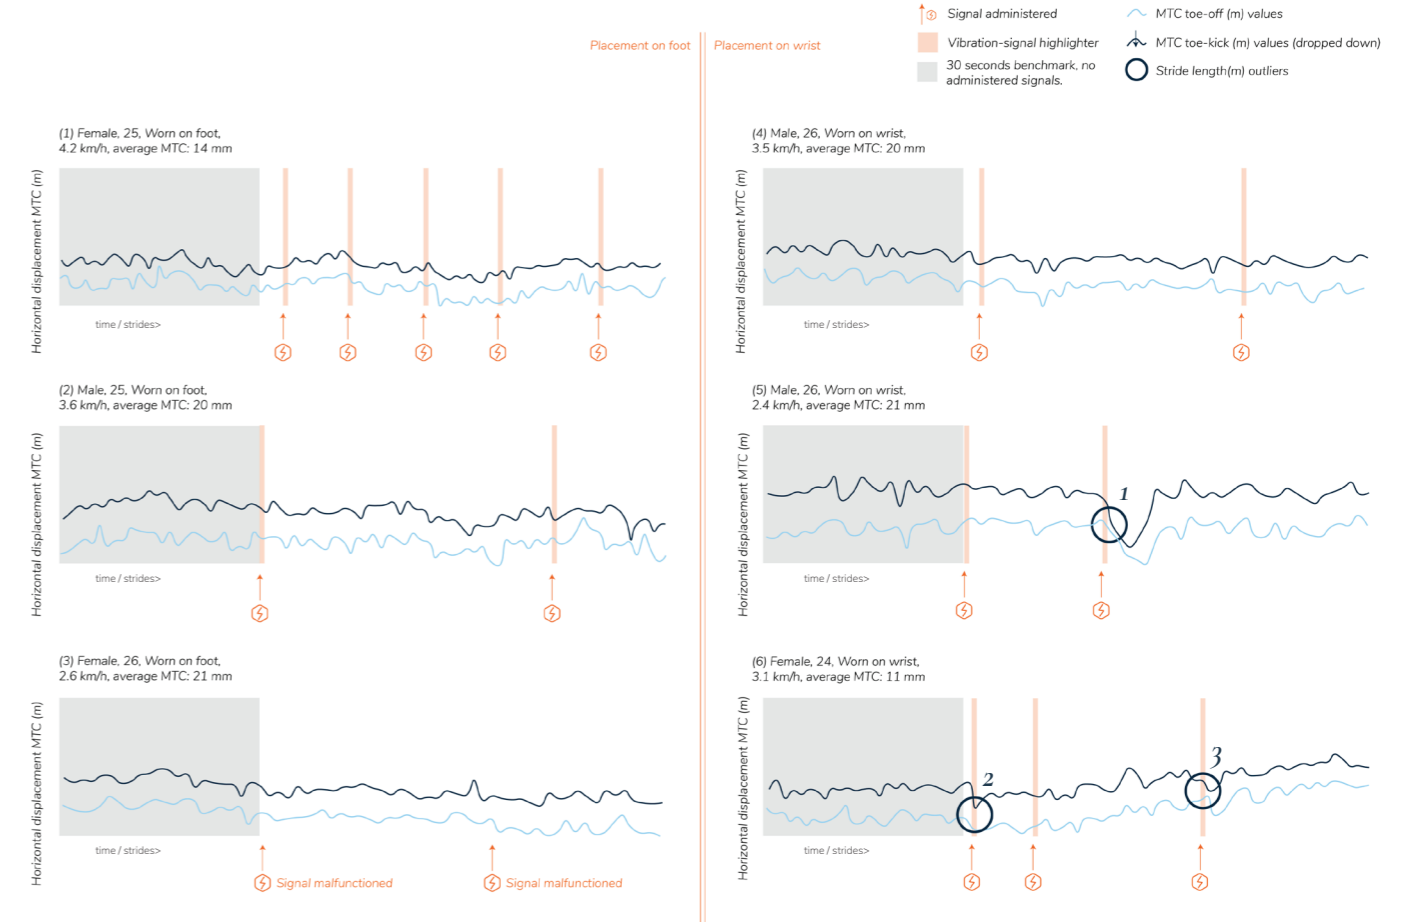 Signal administered
Vibration-signal highlighter
30 seconds benchmark, no
administered signals.
MTC toe-off (m) values
MTC toe-kick (m) values (dropped down)
Stride length(m) outliers
Placement on foot
Placement on wrist
(1) Female, 25, Worn on foot,
4.2 km/h, average MTC: 14 mm
Horizontal displacement MTC (m)
time / strides>
(2) Male, 25, Worn on foot,
3.6 km/h, average MTC: 20 mm
Horizontal displacement MTC (m)
time / strides>
(3) Female, 26, Worn on foot,
2.6 km/h, average MTC: 21 mm
Horizontal displacement MTC (m)
time / strides>
Signal malfunctioned
Signal malfunctioned
(4) Male, 26, Worn on wrist,
3.5 km/h, average MTC: 20 mm
Horizontal displacement MTC (m)
time / strides>
(5) Male, 26, Worn on wrist,
2.4 km/h, average MTC: 21 mm
Horizontal displacement MTC (m)
1
time / strides>
(6) Female, 24, Worn on wrist,
3.1 km/h, average MTC: 11 mm
Horizontal displacement MTC (m)
2
3
time / strides>